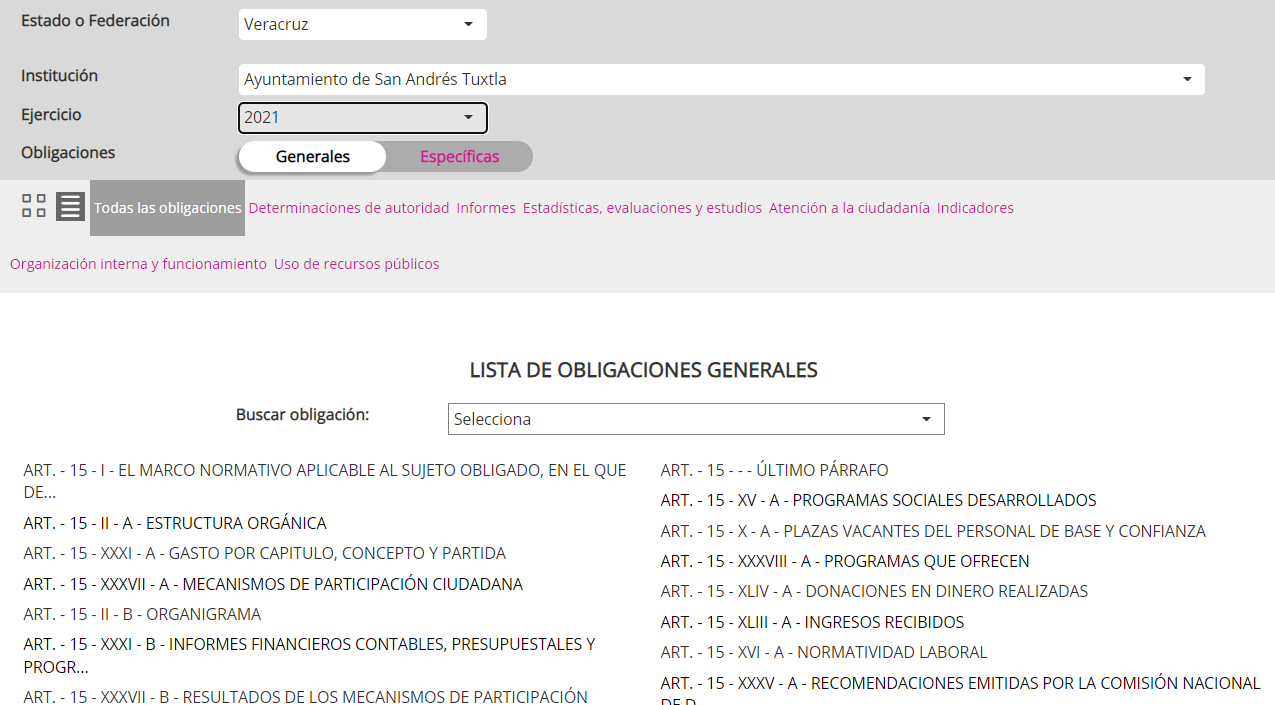 Estado o Federación
Veracruz
Institución
Ayuntamiento de San Andrés Tuxtla
Ejercicio
2021
Obligaciones
Generales
Específicas
Todas las obligaciones Determinaciones de autoridad Informes Estadísticas, evaluaciones y estudios Atención a la ciudadanía Indicadores
Organización interna y funcionamiento Uso de recursos públicos
LISTA DE OBLIGACIONES GENERALES
Buscar obligación:
Selecciona
ART. - 15 - I - EL MARCO NORMATIVO APLICABLE AL SUJETO OBLIGADO, EN EL QUE
DE...
ART. - 15 - II - A - ESTRUCTURA ORGÁNICA
ART. - 15 - XXXI - A - GASTO POR CAPITULO, CONCEPTO Y PARTIDA
ART. - 15 - XXXVII - A - MECANISMOS DE PARTICIPACIÓN CIUDADANA
ART. - 15 - II - B - ORGANIGRAMA
ART. - 15 - XXXI - B - INFORMES FINANCIEROS CONTABLES, PRESUPUESTALES Y
PROGR...
ART. - 15 - XXXVII - B - RESULTADOS DE LOS MECANISMOS DE PARTICIPACIÓN
ART. - 15 - - - ÚLTIMO PÁRRAFO
ART. - 15 - XV - A - PROGRAMAS SOCIALES DESARROLLADOS
ART. - 15 - X - A - PLAZAS VACANTES DEL PERSONAL DE BASE Y CONFIANZA
ART. - 15 - XXXVIII - A - PROGRAMAS QUE OFRECEN
ART. - 15 - XLIV - A - DONACIONES EN DINERO REALIZADAS
ART. - 15 - XLIII - A - INGRESOS RECIBIDOS
ART. - 15 - XVI - A - NORMATIVIDAD LABORAL
ART. - 15 - XXXV - A - RECOMENDACIONES EMITIDAS POR LA COMISIÓN NACIONAL
DE D...